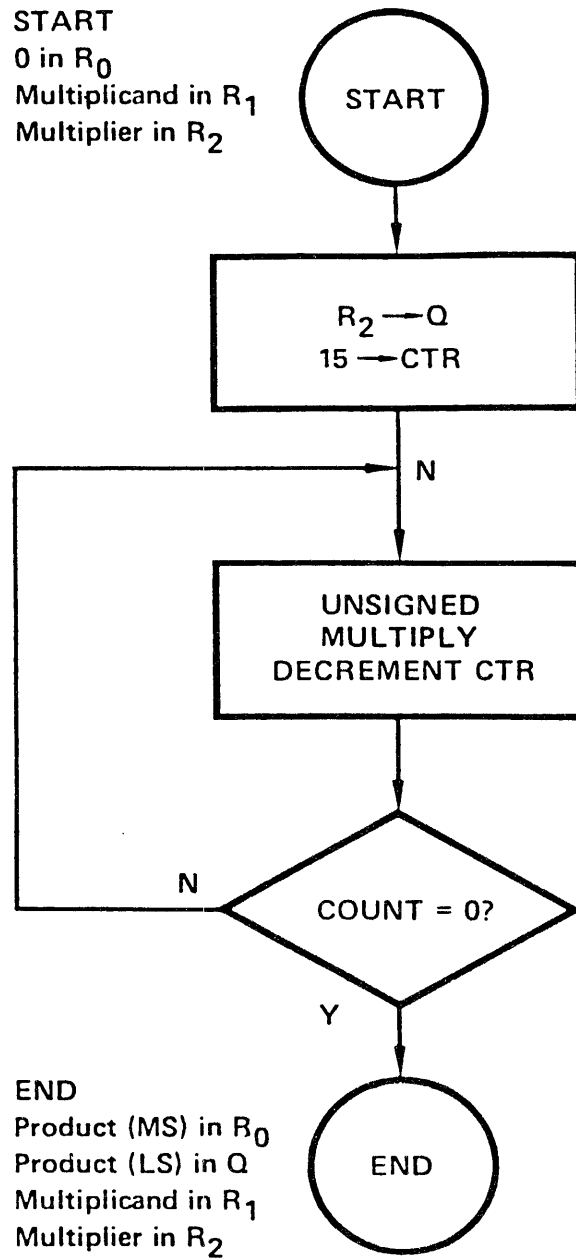 START
0 in R0
Multiplicand in R1
Multiplier in R2
START
R2 → Q
15 → CTR
N
UNSIGNED
MULTIPLY
DECREMENT CTR
N
COUNT = 0?
Y
END
Product (MS) in R0
Product (LS) in Q
Multiplicand in R1
Multiplier in R2
END